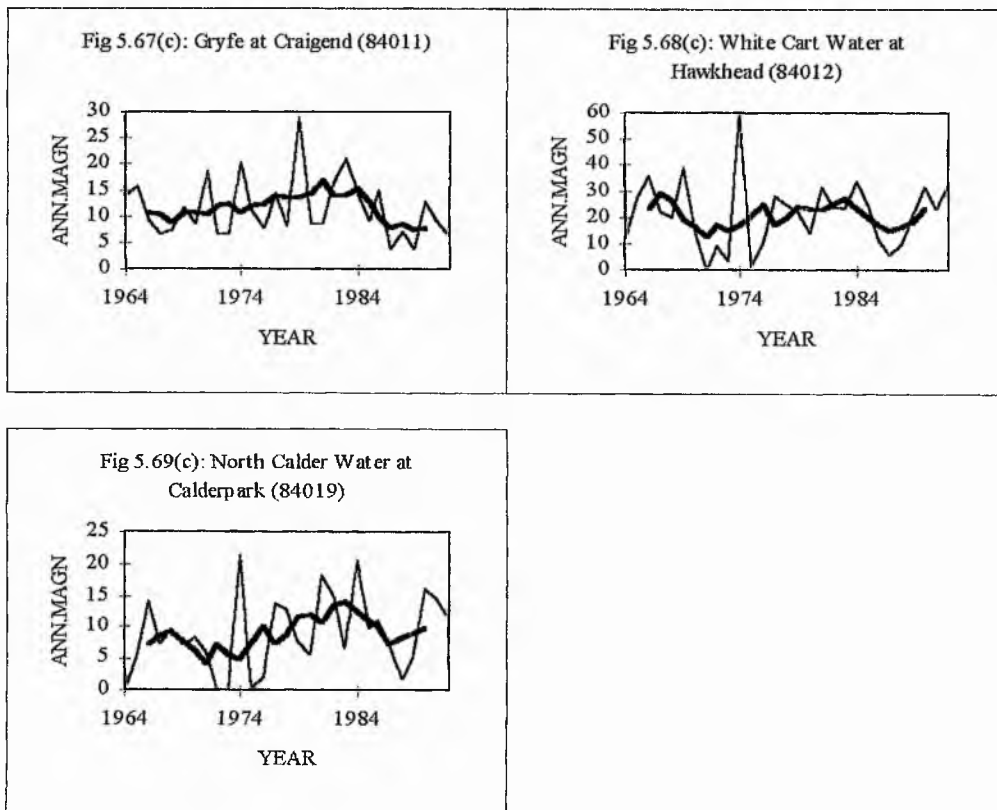 Fig 5.67(c): Gryfe at Craigend (84011)
30
25
20
15
10
5
0
ANN.MAGN
1964 1974 1984
YEAR
Fig 5.68(c): White Cart Water at
Hawkhead (84012)
60
50
40
30
20
10
0
ANN.MAGN
1964 1974 1984
YEAR
Fig 5.69(c): North Calder Water at
Calderpark (84019)
25
20
15
10
5
0
ANN.MAGN
1964 1974 1984
YEAR